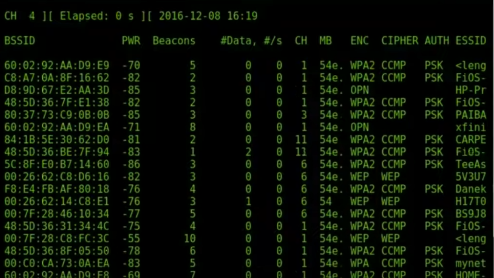 CH 4 ][ Elapsed: 0 s ][ 2016-12-08 16:19
BSSID PWR Beacons #Data, #/s CH MB ENC CIPHER AUTH ESSID
60:02:92:AA:D9:E9 -70 5 0 0 1 54e. WPA2 CCMP PSK <leng
C8:A7:0A:8F:16:62 -82 2 0 0 1 54e. WPA2 CCMP PSK FiOS-
D8:9D:67:E2:AA:3D -85 3 0 0 1 54e. OPN HP-Pr
48:5D:36:7F:E1:38 -82 2 0 0 1 54e. WPA2 CCMP PSK FiOS-
80:37:73:C9:0B:0B -85 3 0 0 3 54e. WPA2 CCMP PSK PAIBA
60:02:92:AA:D9:EA -71 8 0 0 1 54e. OPN xfini
84:1B:5E:30:62:D0 -81 2 0 0 11 54e. WPA2 CCMP PSK CARPE
48:5D:36:BE:7F:94 -83 1 2 0 11 54e. WPA2 CCMP PSK FiOS-
5C:8F:E0:B7:14:60 -86 3 0 0 6 54e. WPA2 CCMP PSK TeeAs
00:26:62:C8:D6:16 -82 3 0 0 6 54e. WEP WEP 5V3U7
F8:E4:FB:AF:80:18 -76 4 0 0 6 54e. WPA2 CCMP PSK Danek
00:26:62:14:C8:E1 -76 3 1 0 6 54 WEP WEP H17T0
00:7F:28:46:10:34 -77 5 0 0 6 54e. WPA2 CCMP PSK BS9J8
48:5D:36:31:34:4C -75 4 0 0 1 54e. WPA2 CCMP PSK FiOS-
00:7F:28:C8:FC:3C -55 10 0 0 1 54e. WEP WEP <leng
48:5D:36:8F:05:50 -78 6 0 0 1 54e. WPA2 CCMP PSK FiOS-
00:C0:CA:73:0A:EA -83 5 0 0 1 54e. WPA CCMP PSK mynet
60:02:92:AA:D9:E8 -69 7 0 0 1 54e. WPA2 CCMP PSK HOME-